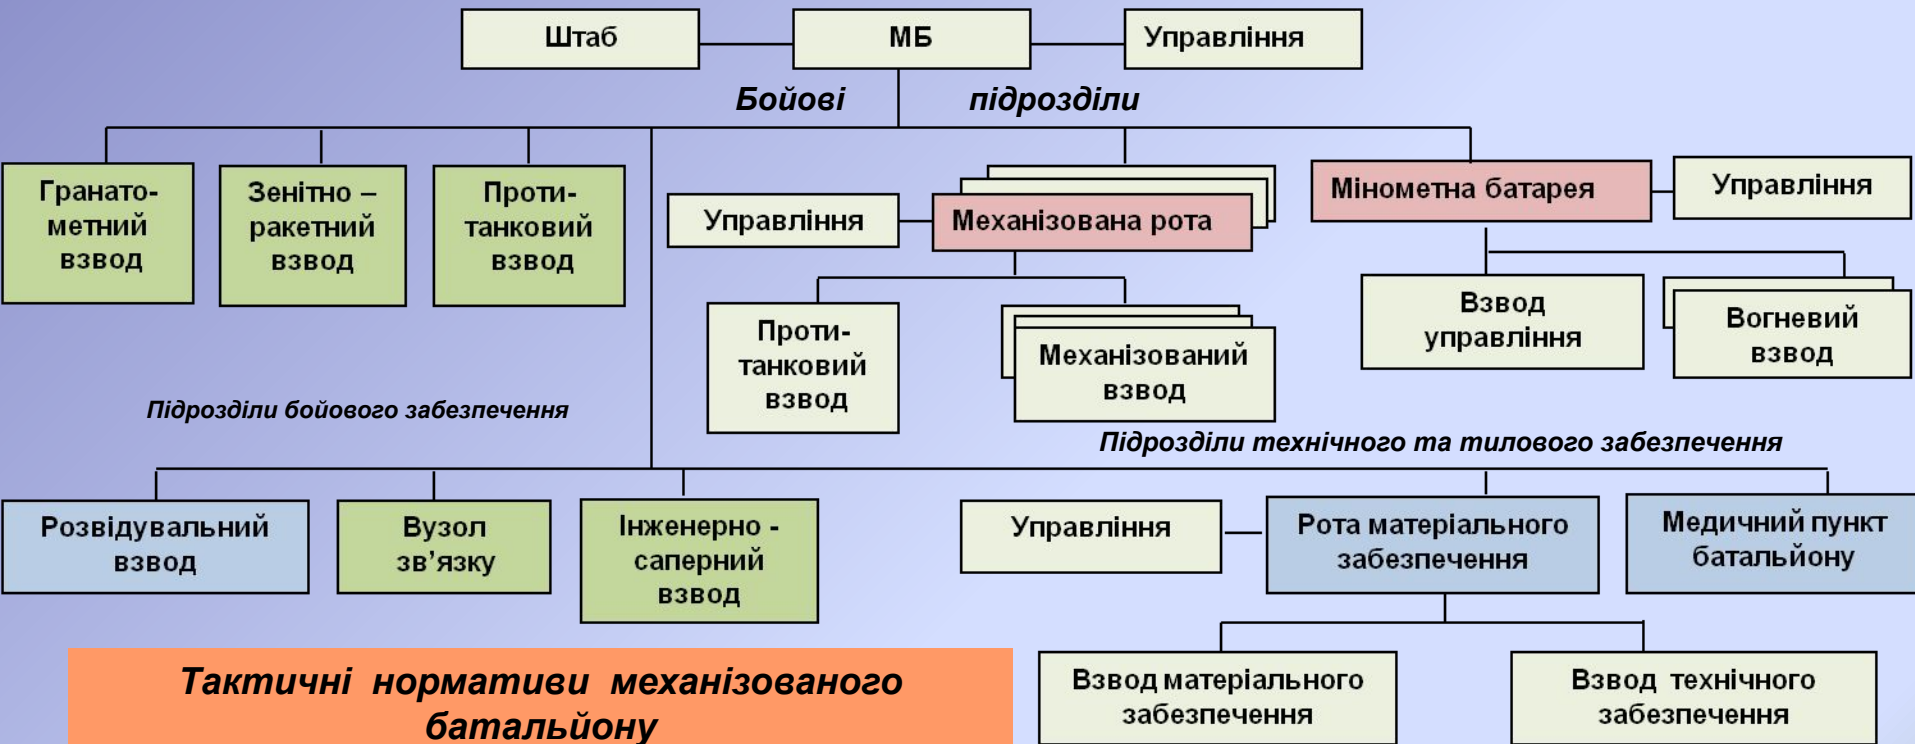 Штаб
МБ
Управління
Бойові підрозділи
Гранато-
метний
взвод
Зенітно –
ракетний
взвод
Проти-
танковий
взвод
Управління
Механізована рота
Мінометна батарея
Управління
Проти-
танковий
взвод
Механізований
взвод
Взвод
управління
Вогневий
взвод
Підрозділи бойового забезпечення
Підрозділи технічного та тилового забезпечення
Розвідувальний
взвод
Вузол
зв’язку
Інженерно -
саперний
взвод
Управління
Рота матеріального
забезпечення
Медичний пункт
батальйону
Взвод матеріального
забезпечення
Взвод технічного
забезпечення
Тактичні нормативи механізованого
батальйону